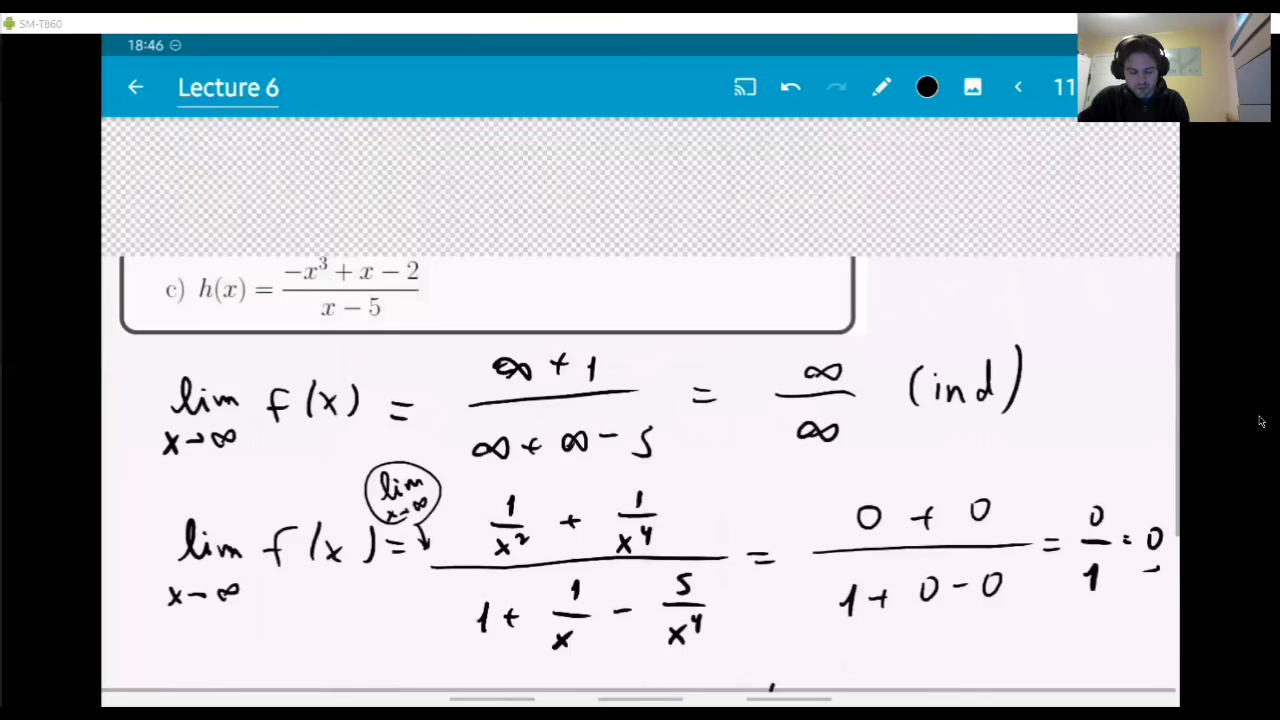 SM-T860
18:46
Lecture 6
11
c) h(x) = (-x³ + x - 2)/(x - 5)
lim x→∞ f(x) = (∞ + 1)/(∞ + ∞ - 5) = ∞/∞ (ind)
lim x→∞
lim x→∞ f(x) = (1/x² + 1/x⁴)/(1 + 1/x - 5/x⁴) = (0 + 0)/(1 + 0 - 0) = 0/1 = 0